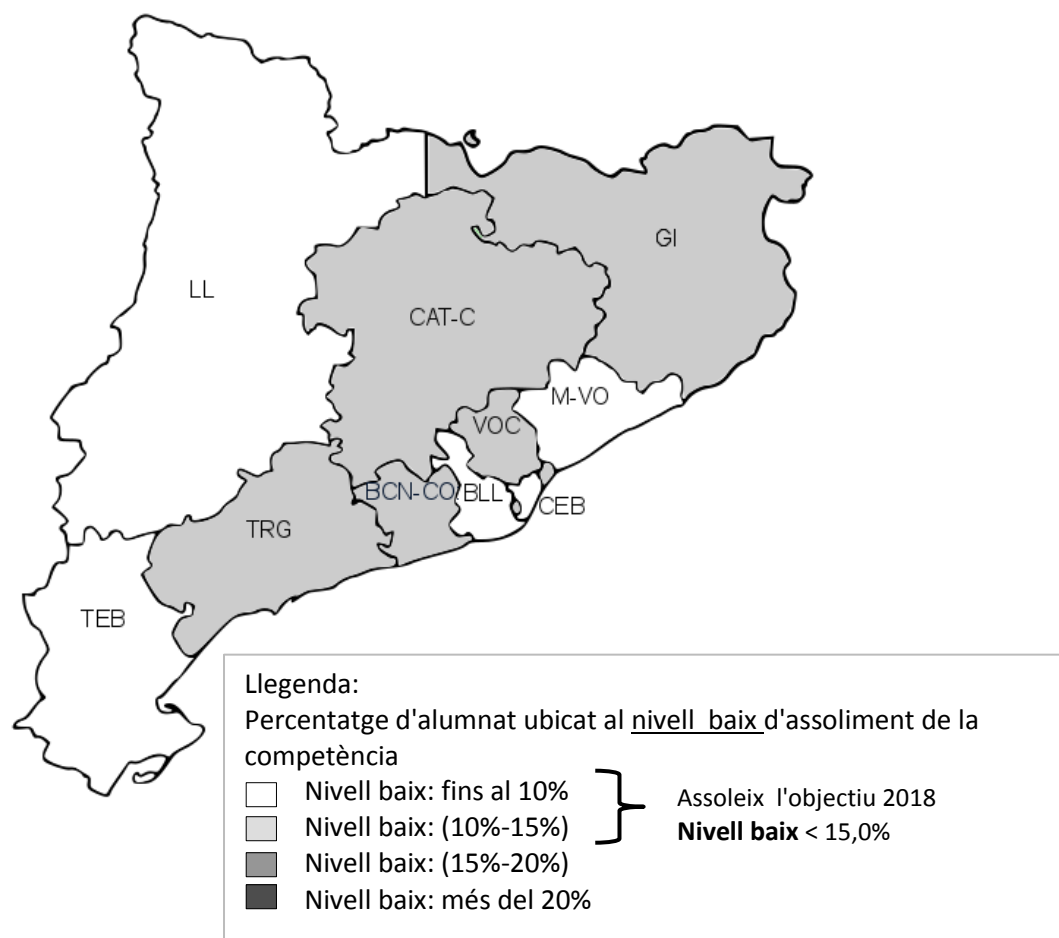 GI
LL
CAT-C
M-VO
VOC
BCN-CO
BLL
CEB
TRG
TEB
Llegenda:
Percentatge d'alumnat ubicat al nivell baix d'assoliment de la
competència
Nivell baix: fins al 10%
Nivell baix: (10%-15%)
Nivell baix: (15%-20%)
Nivell baix: més del 20%
Assoleix l'objectiu 2018
Nivell baix < 15,0%